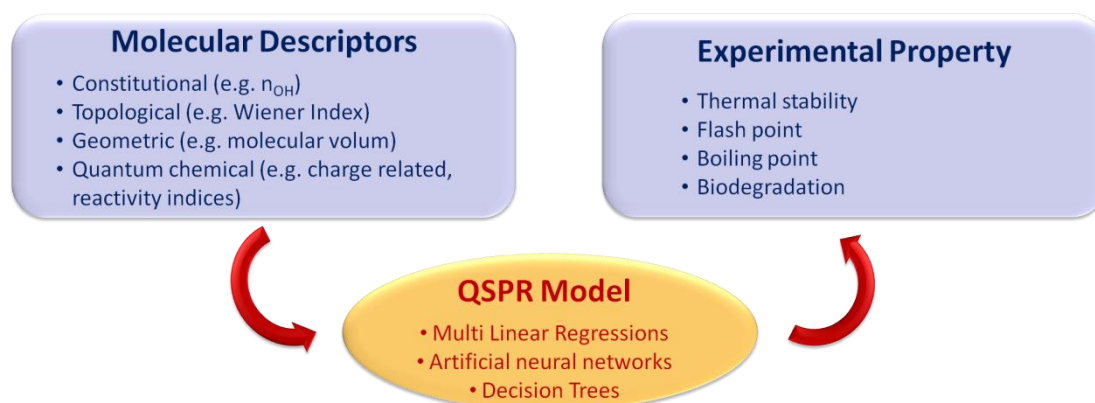 Molecular Descriptors
• Constitutional (e.g. nOH)
• Topological (e.g. Wiener Index)
• Geometric (e.g. molecular volum)
• Quantum chemical (e.g. charge related,
reactivity indices)
Experimental Property
• Thermal stability
• Flash point
• Boiling point
• Biodegradation
QSPR Model
• Multi Linear Regressions
• Artificial neural networks
• Decision Trees